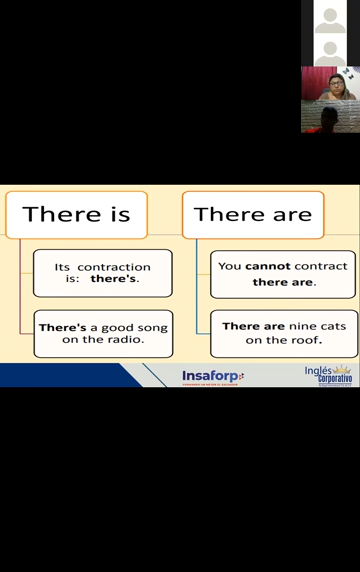 There is
Its contraction
is: there's.
There's a good song
on the radio.
There are
You cannot contract
there are.
There are nine cats
on the roof.
Insaforp
Inglés
Corporativo